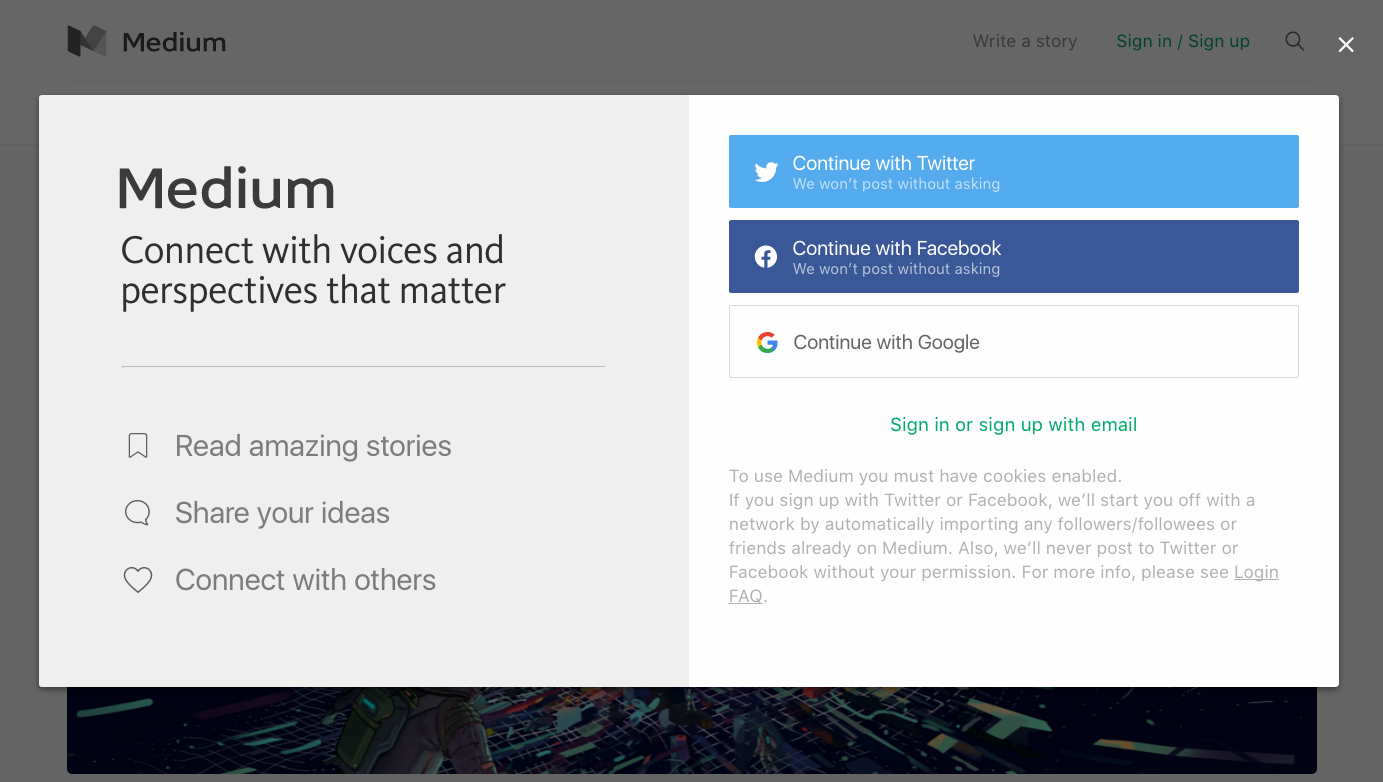 Medium
Write a story
Sign in / Sign up
Medium
Connect with voices and
perspectives that matter
Read amazing stories
Share your ideas
Connect with others
Continue with Twitter
We won’t post without asking
Continue with Facebook
We won’t post without asking
Continue with Google
Sign in or sign up with email
To use Medium you must have cookies enabled.
If you sign up with Twitter or Facebook, we’ll start you off with a
network by automatically importing any followers/followees or
friends already on Medium. Also, we’ll never post to Twitter or
Facebook without your permission. For more info, please see Login
FAQ.